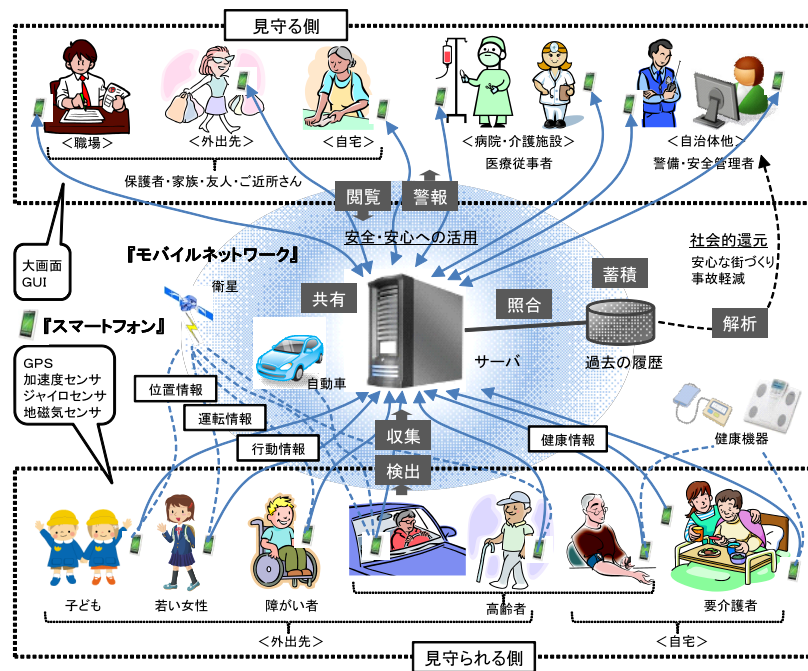 見守る側
<職場>
<外出先>
<自宅>
<病院・介護施設>
医療従事者
<自治体他>
警備・安全管理者
保護者・家族・友人・ご近所さん
閲覧
警報
大画面
GUI
『モバイルネットワーク』
安全・安心への活用
社会的還元
安心な街づくり
事故軽減
衛星
共有
照合
蓄積
解析
『スマートフォン』
サーバ
過去の履歴
GPS
加速度センサ
ジャイロセンサ
地磁気センサ
自動車
位置情報
運転情報
行動情報
収集
検出
健康情報
健康機器
子ども
若い女性
障がい者
高齢者
要介護者
<外出先>
<自宅>
見守られる側